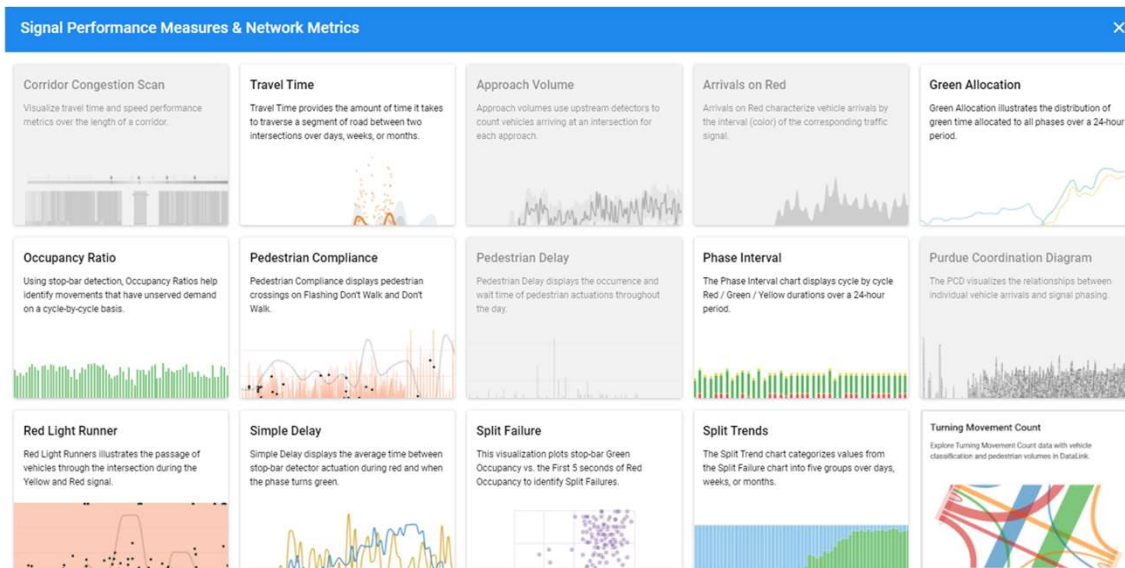 Signal Performance Measures & Network Metrics
Corridor Congestion Scan
Visualize travel time and speed performance
metrics over the length of a corridor.
Travel Time
Travel Time provides the amount of time it takes
to traverse a segment of road between two
intersections over days, weeks, or months.
Approach Volume
Approach volumes use upstream detectors to
count vehicles arriving at an intersection for
each approach.
Arrivals on Red
Arrivals on Red characterize vehicle arrivals by
the interval (color) of the corresponding traffic
signal.
Green Allocation
Green Allocation illustrates the distribution of
green time allocated to all phases over a 24-hour
period.
Occupancy Ratio
Using stop-bar detection, Occupancy Ratios help
identify movements that have unserved demand
on a cycle-by-cycle basis.
Pedestrian Compliance
Pedestrian Compliance displays pedestrian
crossings on Flashing Don't Walk and Don't
Walk.
Pedestrian Delay
Pedestrian Delay displays the occurrence and
wait time of pedestrian actuations throughout
the day.
Phase Interval
The Phase Interval chart displays cycle by cycle
Red / Green / Yellow durations over a 24-hour
period.
Purdue Coordination Diagram
The PCD visualizes the relationships between
individual vehicle arrivals and signal phasing.
Red Light Runner
Red Light Runners illustrates the passage of
vehicles through the intersection during the
Yellow and Red signal.
Simple Delay
Simple Delay displays the average time between
stop-bar detector actuation during red and when
the phase turns green.
Split Failure
This visualization plots stop-bar Green
Occupancy vs. the First 5 seconds of Red
Occupancy to identify Split Failures.
Split Trends
The Split Trend chart categorizes values from
the Split Failure chart into five groups over days,
weeks, or months.
Turning Movement Count
Explore Turning Movement Count data with vehicle
classification and pedestrian volumes in DataLink.